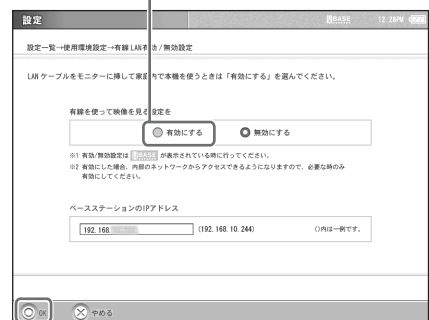 設定
BASE 12:28PM
設定一覧→使用環境設定→有線LAN有効/無効設定
LANケーブルをモニターに挿して家庭内で本機を使うときは「有効にする」を選んでください。
有線を使って映像を見る設定を
有効にする 無効にする
※1 有効/無効設定は BASE が表示されている時に行ってください。
※2 有効にした場合、内部のネットワークからアクセスできるようになりますので、必要な時のみ
有効にしてください。
ベースステーションのIPアドレス
192.168. (192.168.10.244) ()内は一例です。
OK やめる